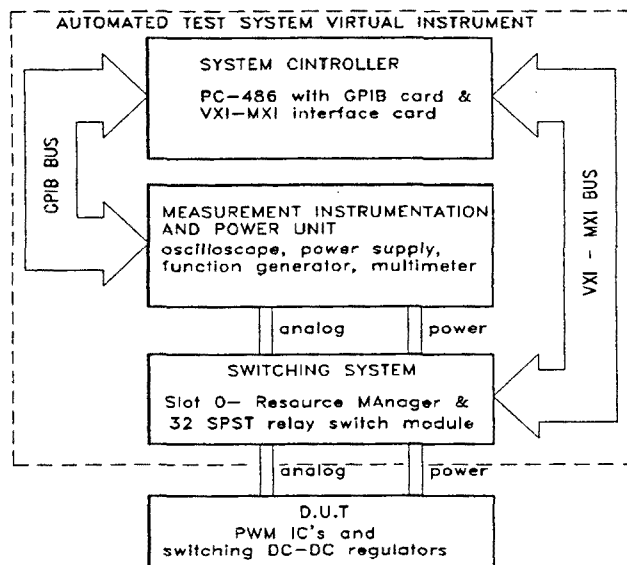 AUTOMATED TEST SYSTEM VIRTUAL INSTRUMENT
SYSTEM CINTROLLER
PC-486 with GPIB card &
VXI-MXI interface card
GPIB BUS
MEASUREMENT INSTRUMENTATION
AND POWER UNIT
oscilloscope, power supply,
function generator, multimeter
VXI - MXI BUS
analog
power
SWITCHING SYSTEM
Slot 0- Resource MAnager &
32 SPST relay switch module
analog
power
D.U.T
PWM IC's and
switching DC-DC regulators